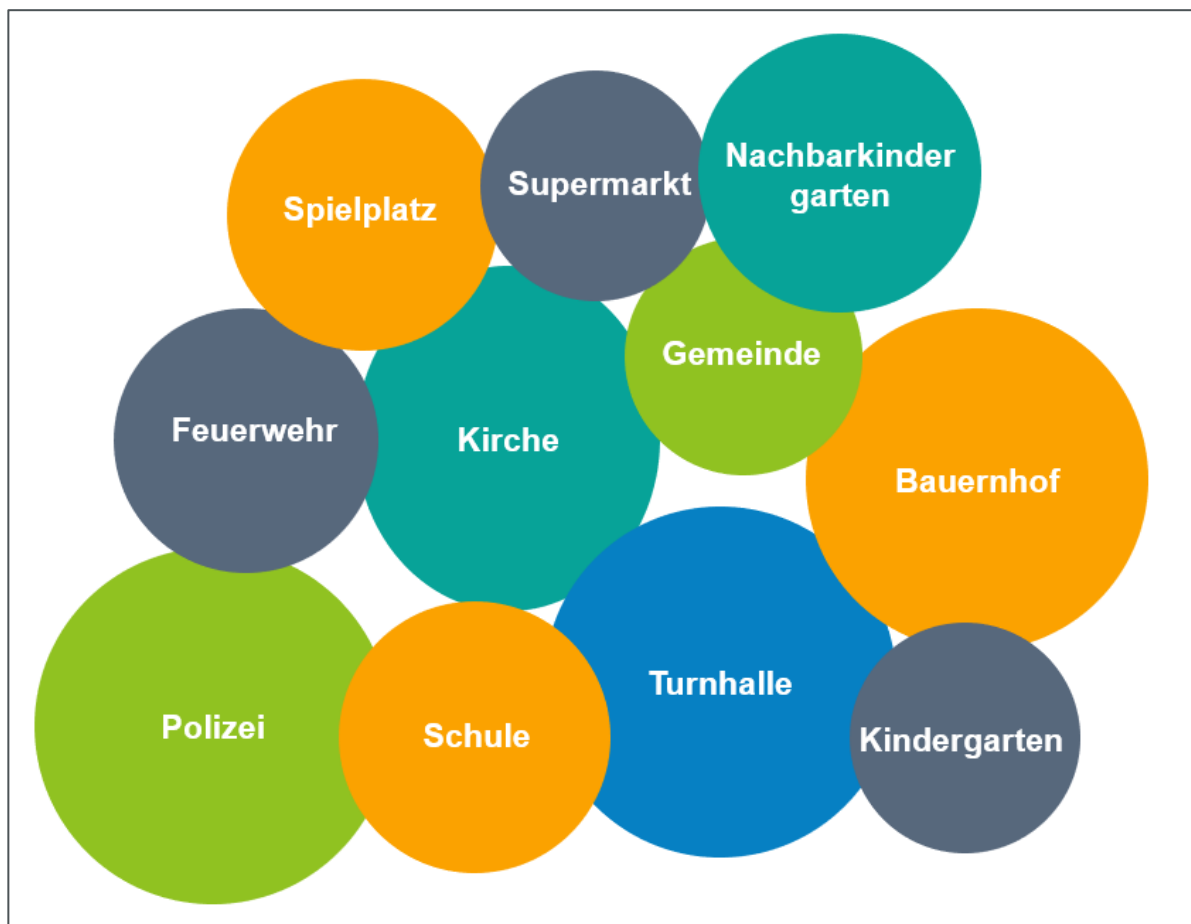 Nachbarkinder
garten
Supermarkt
Spielplatz
Gemeinde
Feuerwehr
Kirche
Bauernhof
Turnhalle
Polizei
Schule
Kindergarten